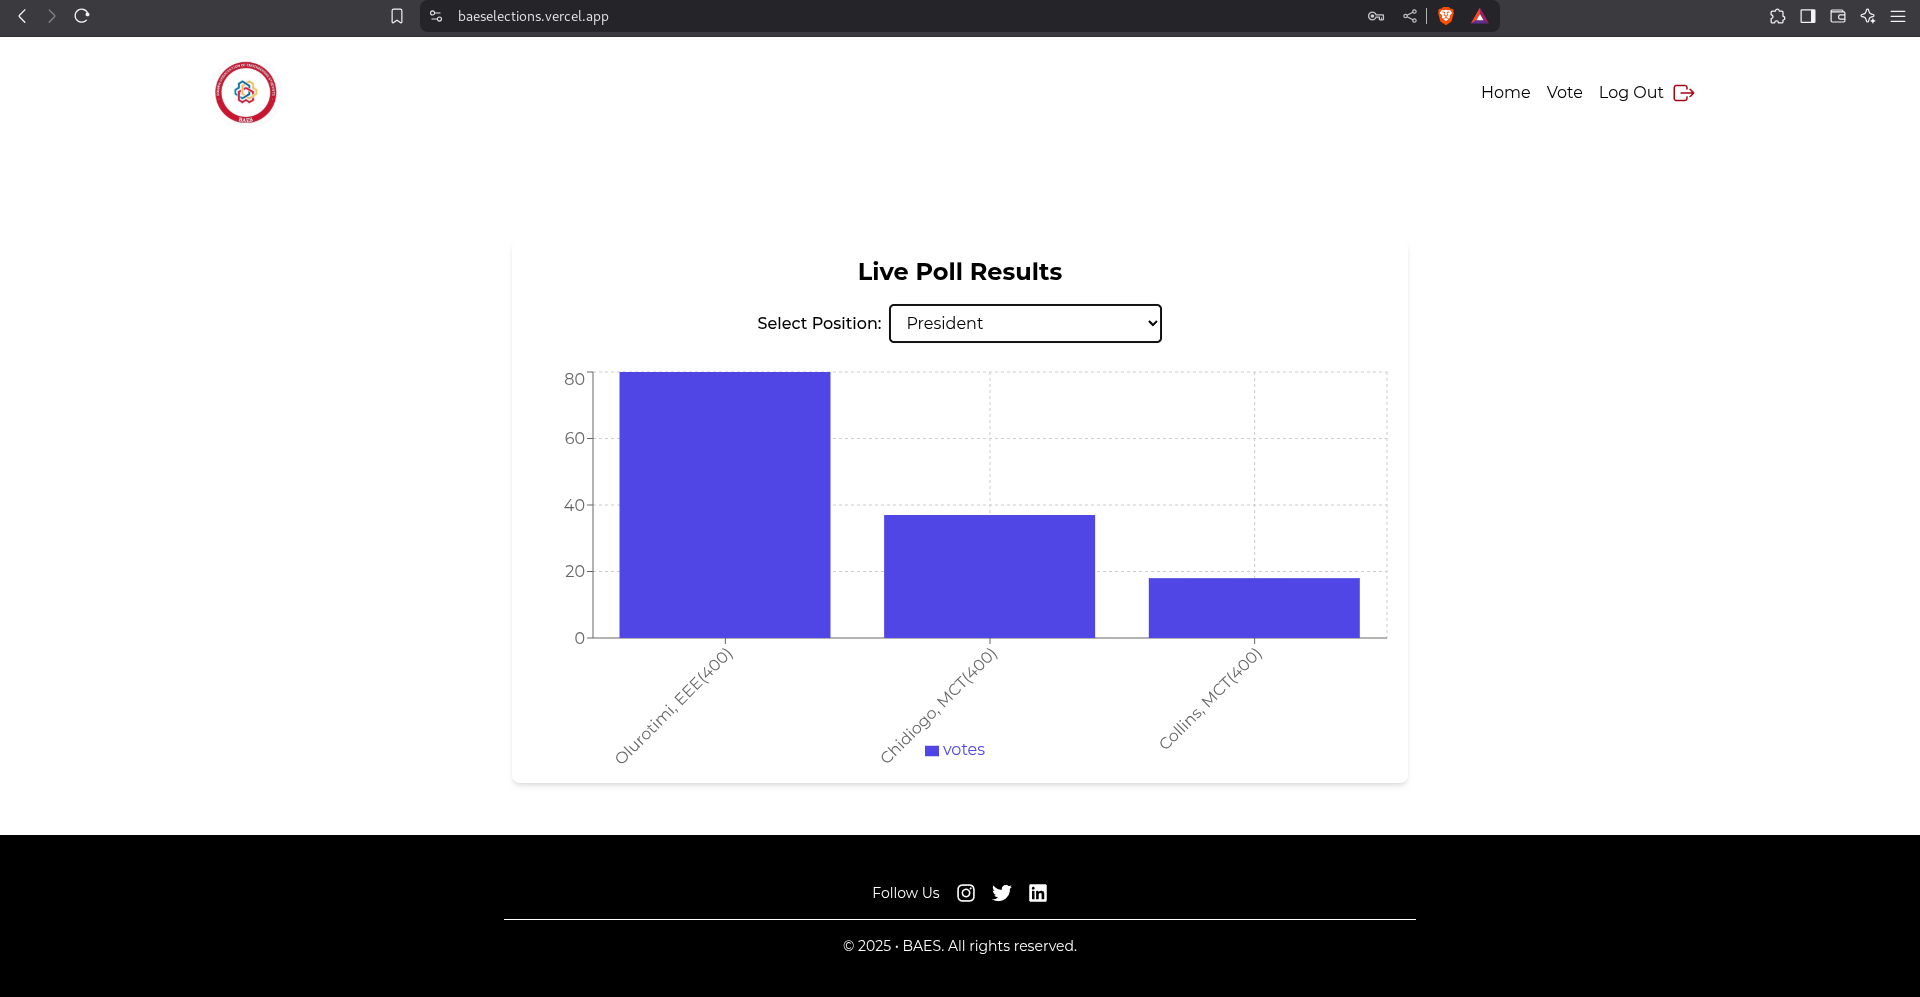 baeselections.vercel.app
BAES
Home Vote Log Out
Live Poll Results
Select Position: President
80
60
40
20
0
Olurotimi, EEE(400)
Chidiogo, MCT(400)
Collins, MCT(400)
votes
Follow Us
© 2025 • BAES. All rights reserved.